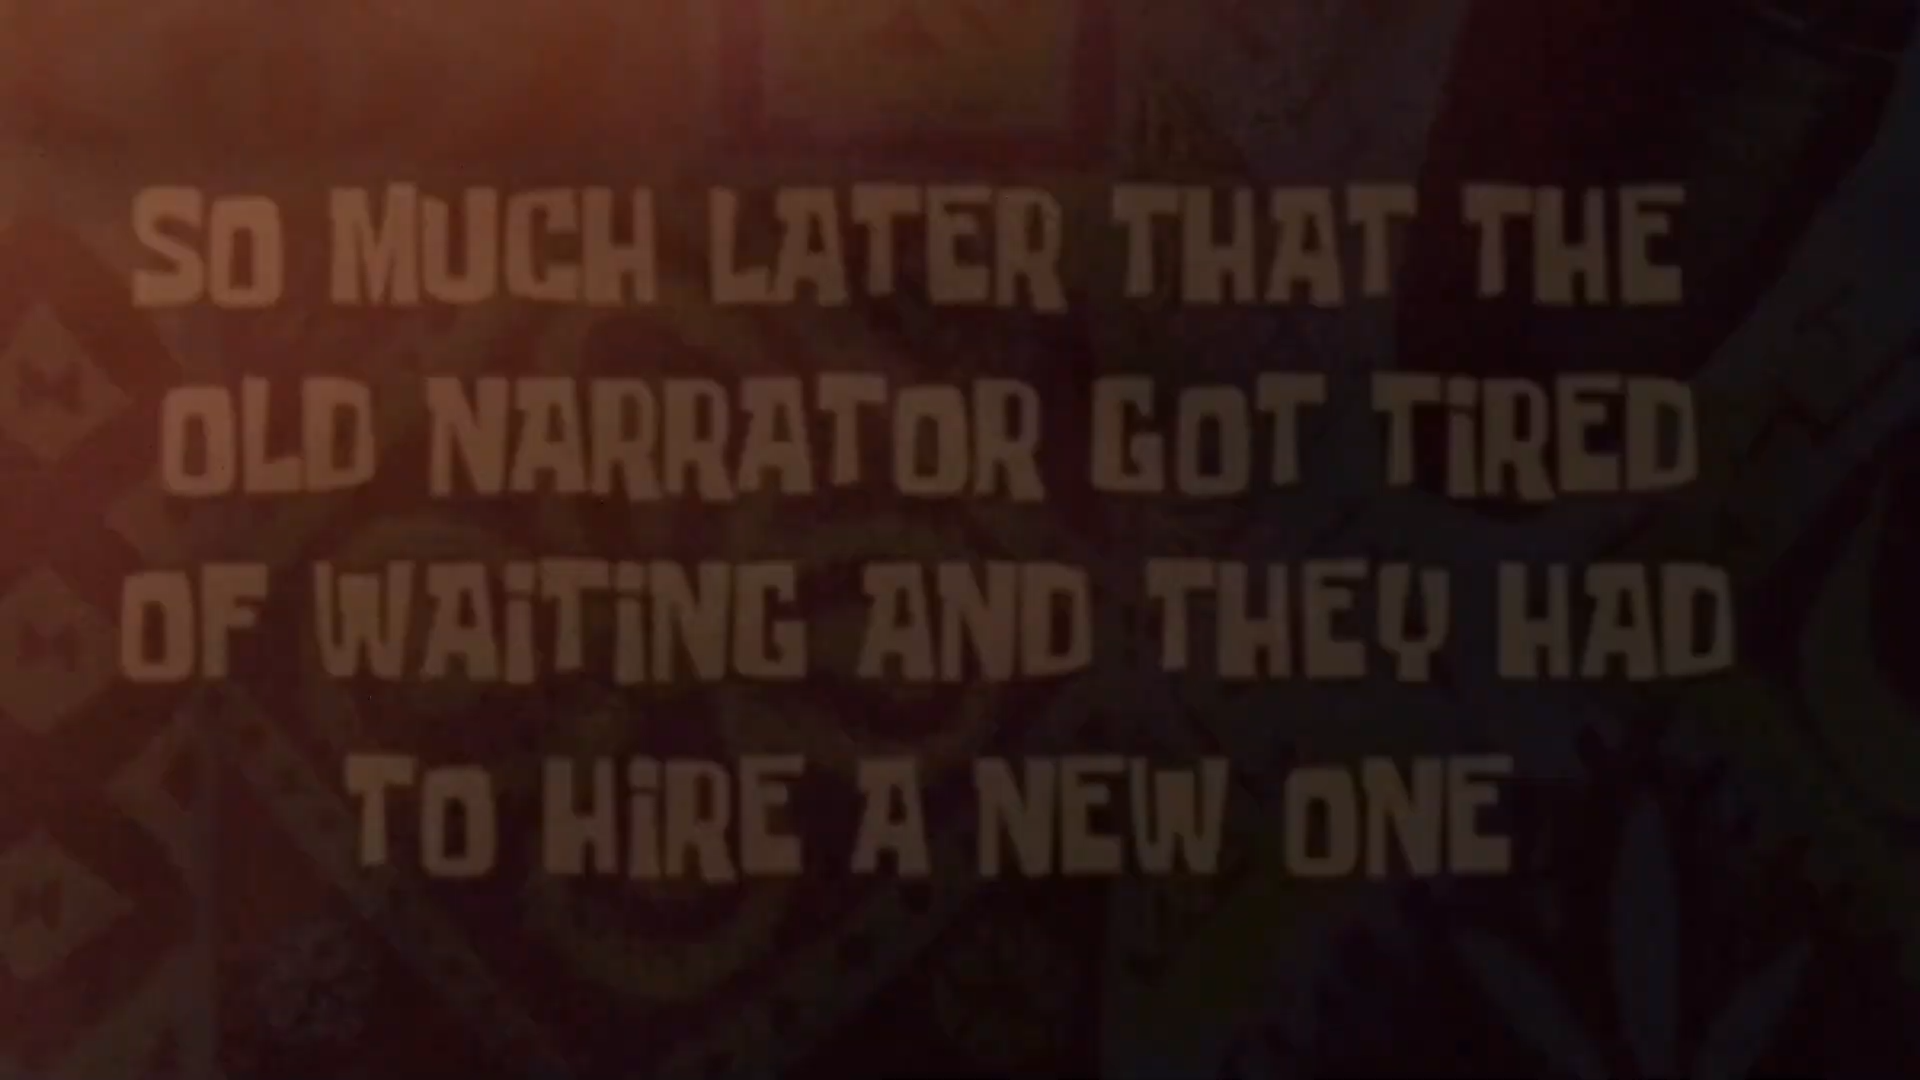 SO MUCH LATER THAT THE
OLD NARRATOR GOT TIRED
OF WAiTiNG AND THEY HAD
TO HiRE A NEW ONE